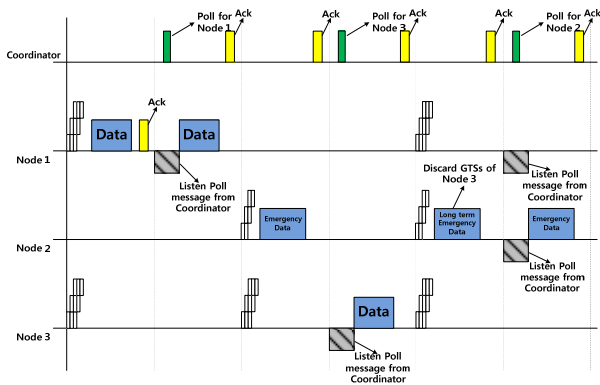 Poll for
Node 1
Ack
Ack
Poll for
Node 3
Ack
Ack
Poll for
Node 2
Ack
Coordinator
Ack
Data
Data
Node 1
Listen Poll
message from
Coordinator
Discard GTSs of
Node 3
Listen Poll
message from
Coordinator
Emergency
Data
Long term
Emergency
Data
Emergency
Data
Node 2
Listen Poll
message from
Coordinator
Data
Node 3
Listen Poll
message from
Coordinator